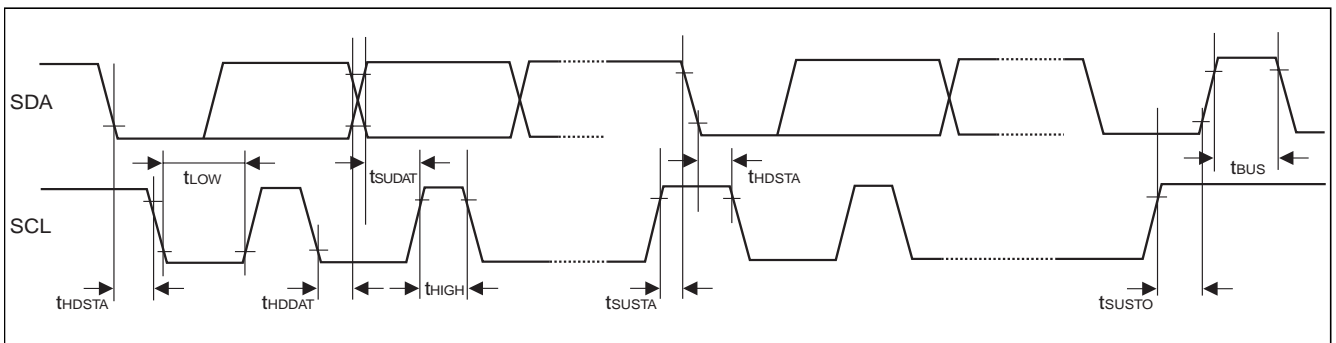 SDA
tLOW
tSUDAT
tHDSTA
tBUS
SCL
tHDSTA
tHDDAT
tHIGH
tSUSTA
tSUSTO